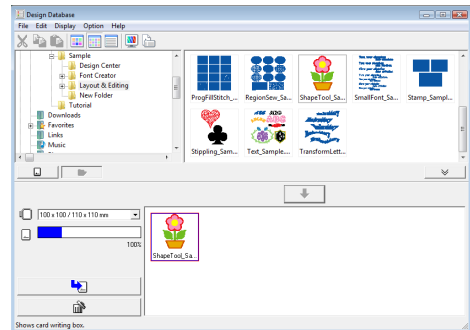 Design Database
File Edit Display Option Help
Sample
Design Center
Font Creator
Layout & Editing
New Folder
Tutorial
Downloads
Favorites
Links
Music
ProgFillStitch_... RegionSew_Sa... ShapeTool_Sa... SmallFont_Sa... Stamp_Sampl...
Stippling_Sam... Text_Sample.... TransformLett...
100 x 100 / 110 x 110 mm
100%
ShapeTool_Sa...
Shows card writing box.